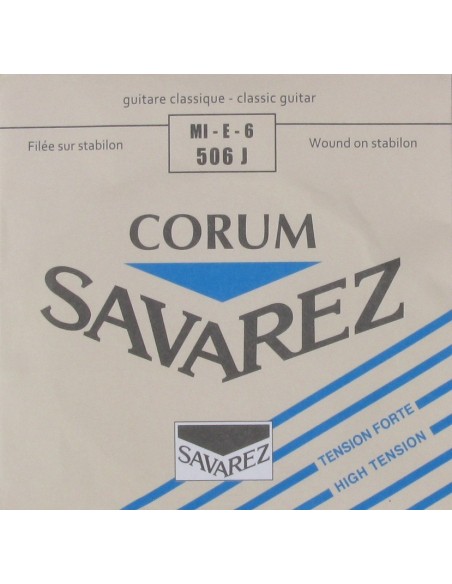 guitare classique - classic guitar
MI - E - 6
Filée sur stabilon
506 J
Wound on stabilon
CORUM
SAVAREZ
TENSION FORTE
HIGH TENSION
SAVAREZ